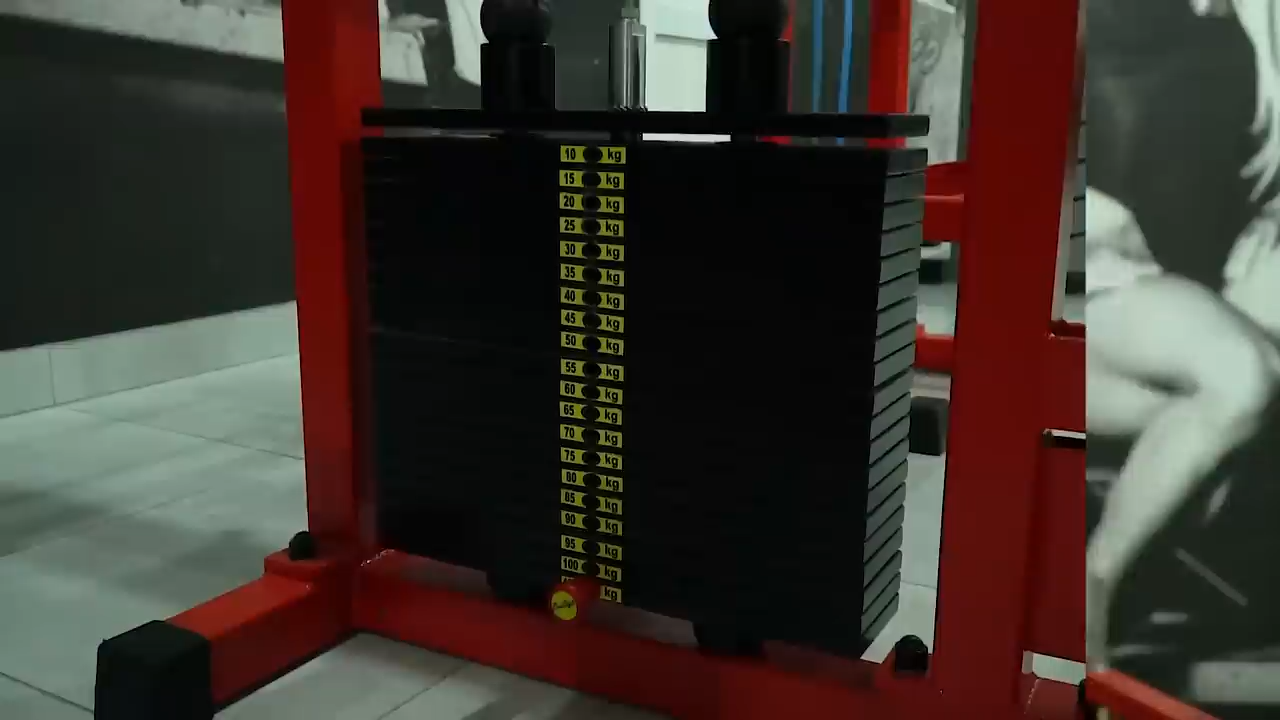 10 kg
15 kg
20 kg
25 kg
30 kg
35 kg
40 kg
45 kg
50 kg
55 kg
60 kg
65 kg
70 kg
75 kg
80 kg
85 kg
90 kg
95 kg
100 kg
kg